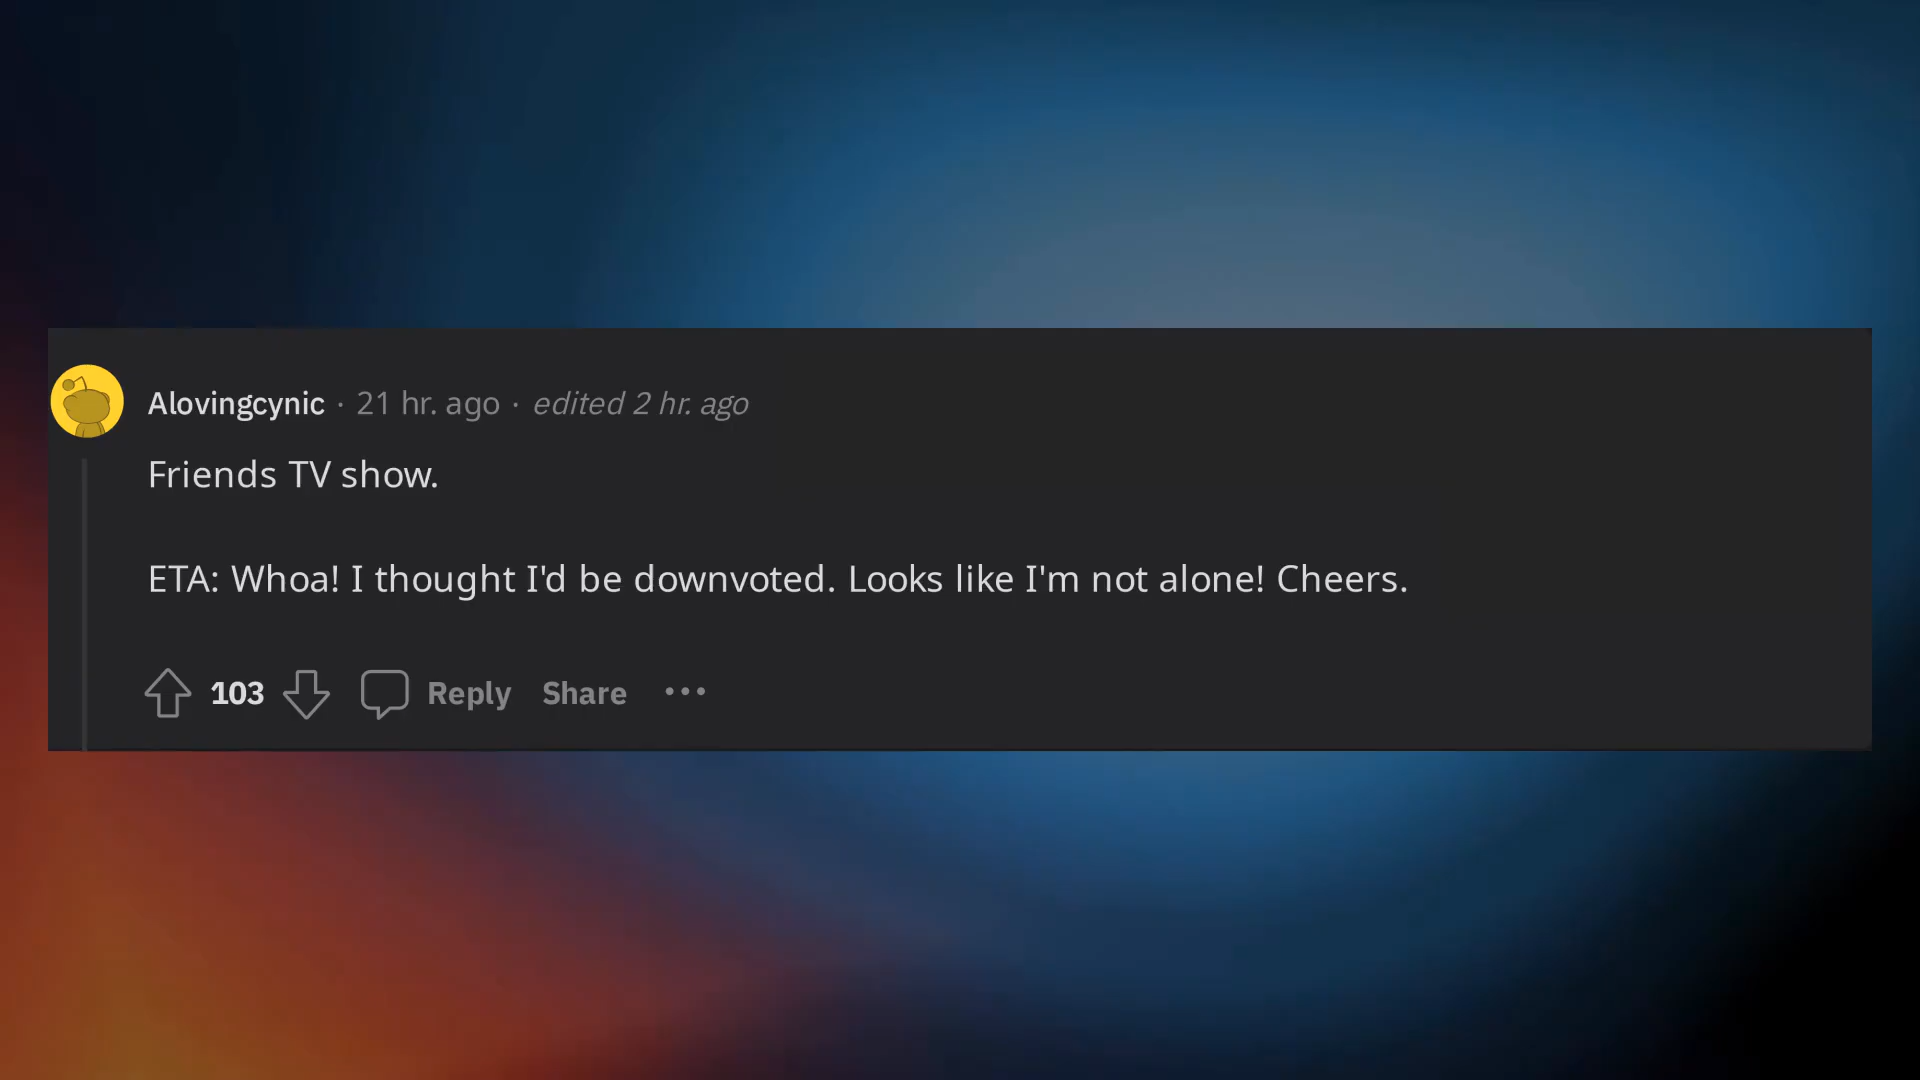 Alovingcynic · 21 hr. ago · edited 2 hr. ago
Friends TV show.
ETA: Whoa! I thought I'd be downvoted. Looks like I'm not alone! Cheers.
103 Reply Share ···